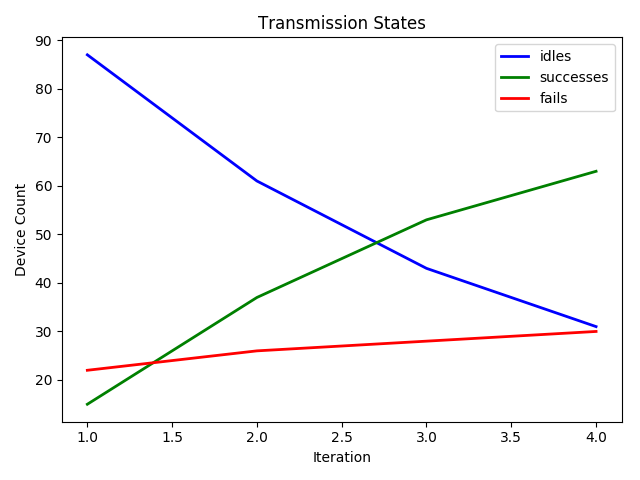 Transmission States
90
80
70
60
50
40
30
20
Device Count
idles
successes
fails
1.0 1.5 2.0 2.5 3.0 3.5 4.0
Iteration